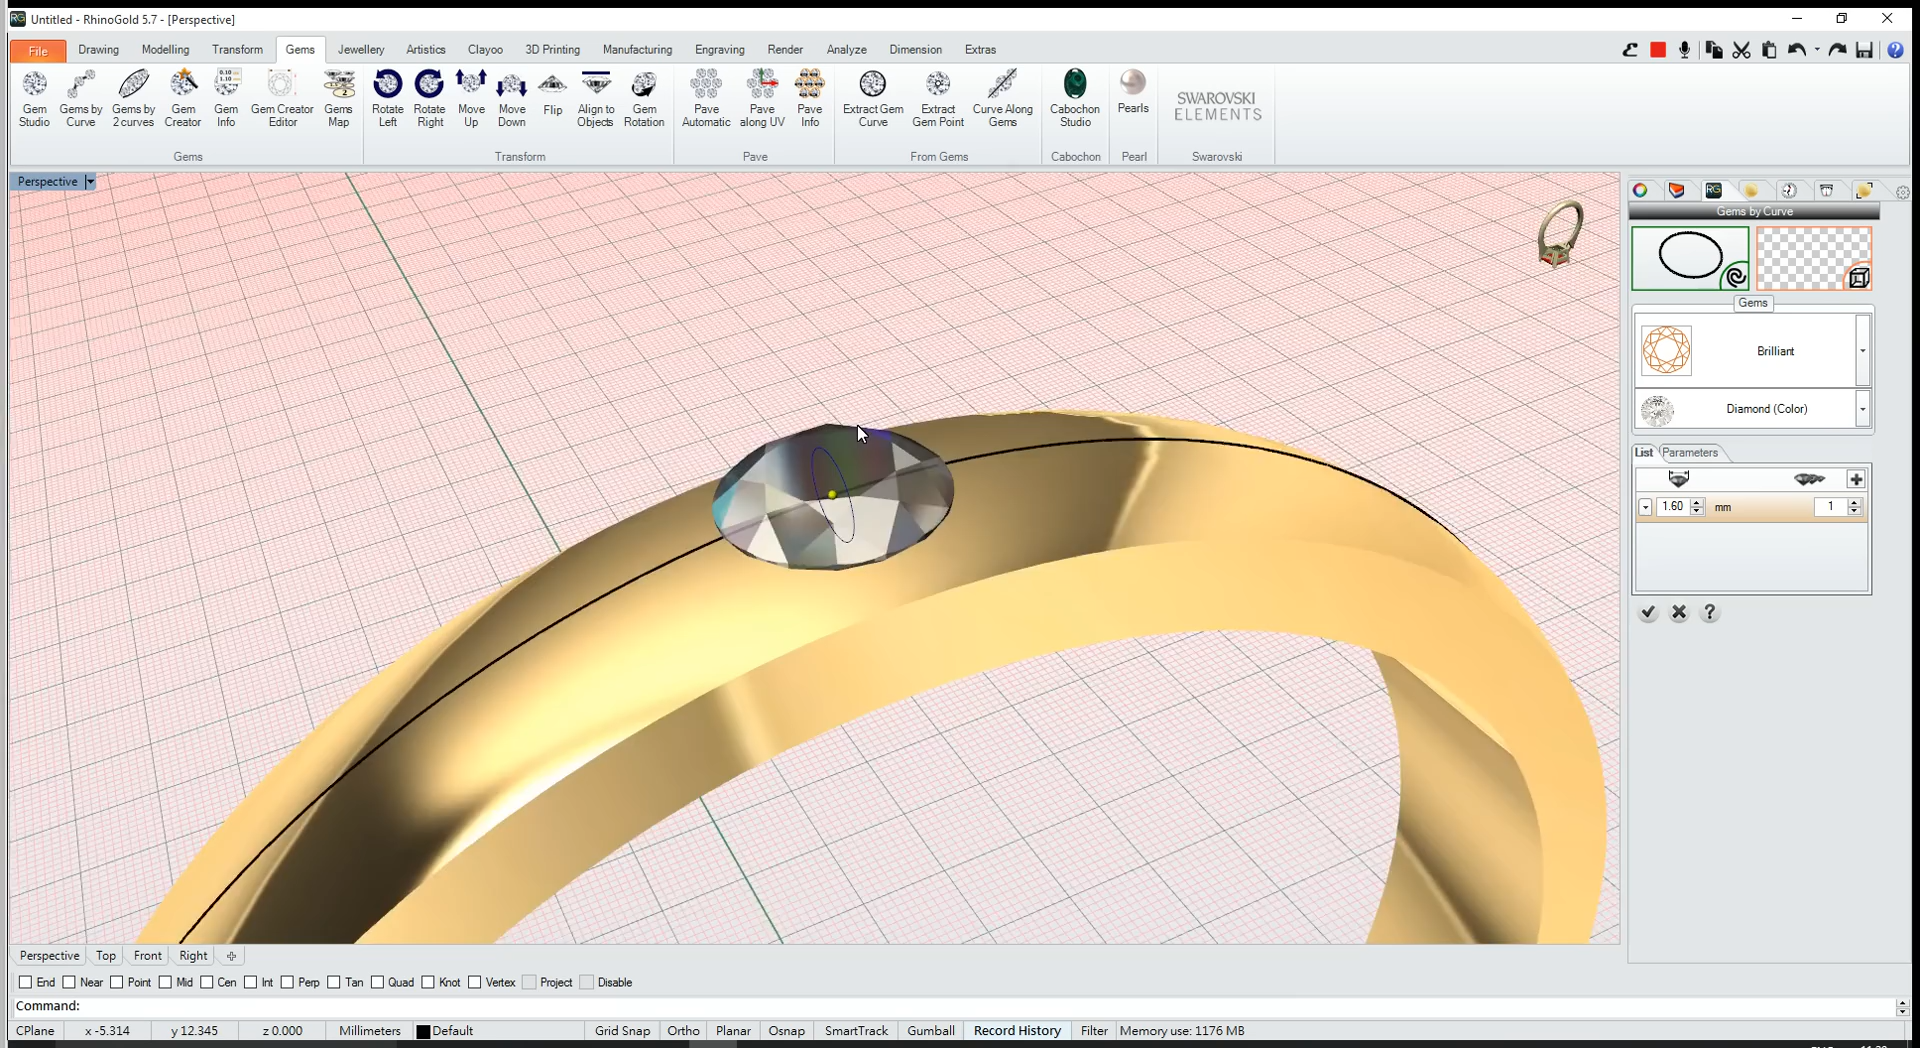 Untitled - RhinoGold 5.7 - [Perspective]
File Drawing Modelling Transform Gems Jewellery Artistics Clayoo 3D Printing Manufacturing Engraving Render Analyze Dimension Extras
Gem Studio
Gems by Curve
Gems by 2 curves
Gem Creator
Gem Info
Gem Creator Editor
Gems Map
Rotate Left
Rotate Right
Move Up
Move Down
Flip
Align to Objects
Gem Rotation
Pave Automatic
Pave along UV
Pave Info
Extract Gem Curve
Extract Gem Point
Curve Along Gems
Cabochon Studio
Pearls
SWAROVSKI
ELEMENTS
Gems Transform Pave From Gems Cabochon Pearl Swarovski
Perspective
RG
Gems by Curve
Gems
Brilliant
Diamond (Color)
List Parameters
1.60 mm 1
Perspective Top Front Right
End Near Point Mid Cen Int Perp Tan Quad Knot Vertex Project Disable
Command:
CPlane x -5.314 y 12.345 z 0.000 Millimeters Default Grid Snap Ortho Planar Osnap SmartTrack Gumball Record History Filter Memory use: 1176 MB